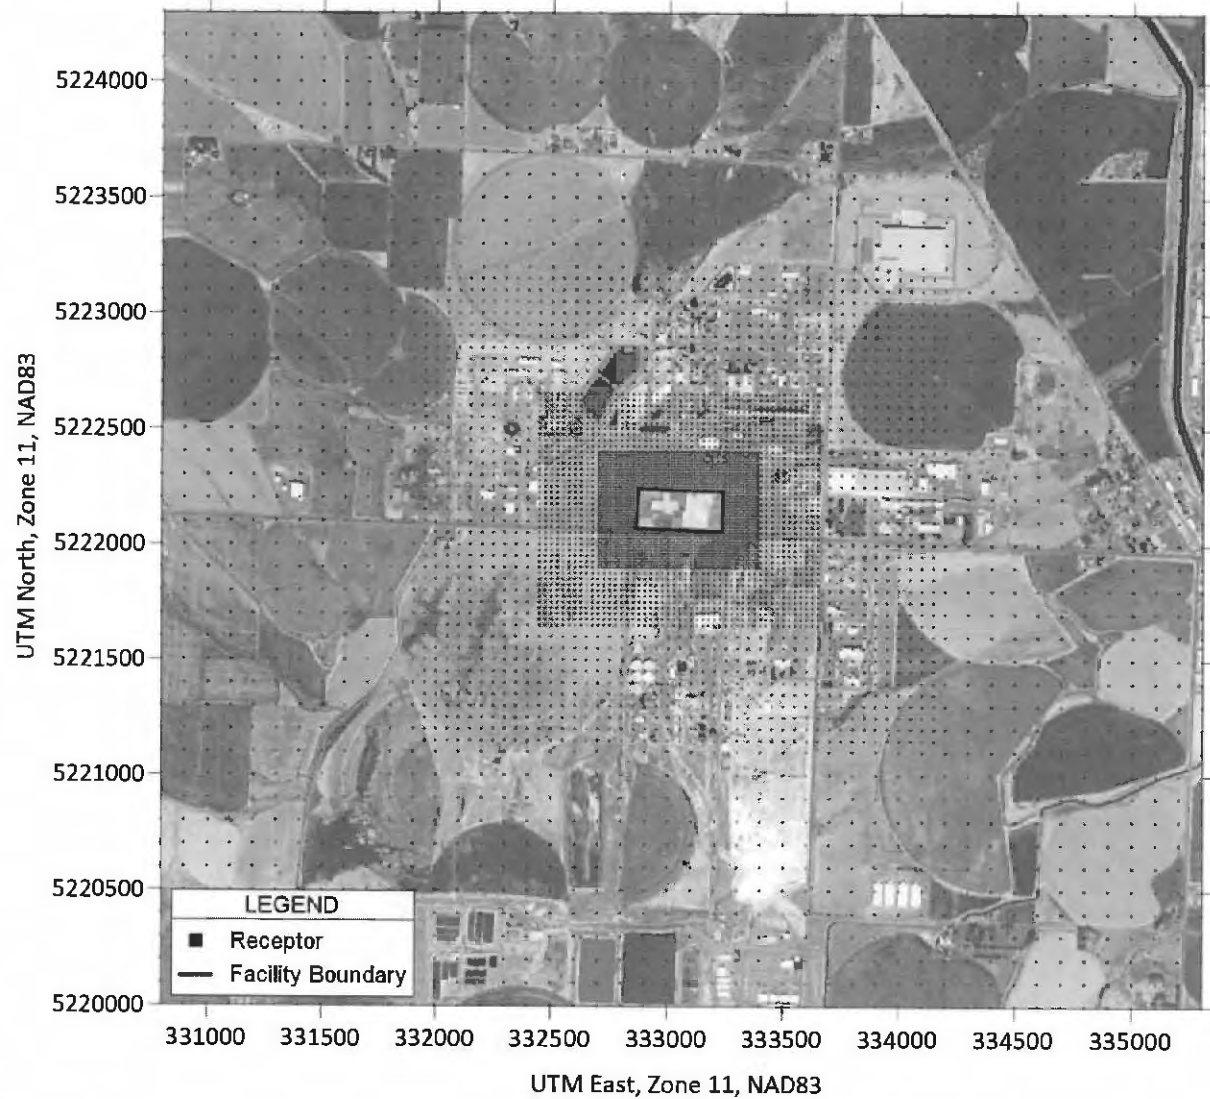 5224000
5223500
5223000
5222500
5222000
5221500
5221000
5220500
5220000
UTM North, Zone 11, NAD83
LEGEND
Receptor
Facility Boundary
331000 331500 332000 332500 333000 333500 334000 334500 335000
UTM East, Zone 11, NAD83